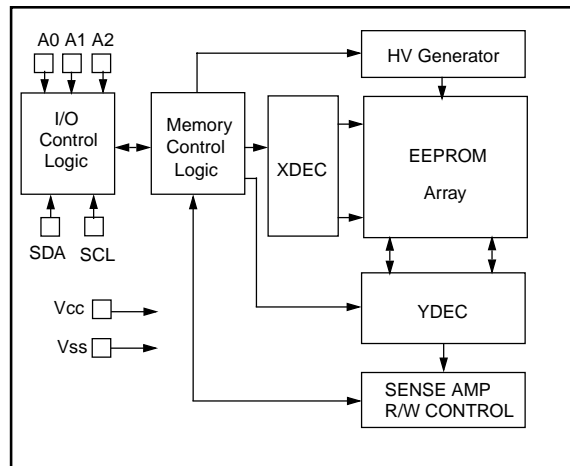 A0 A1 A2
HV Generator
I/O
Control
Logic
Memory
Control
Logic
XDEC
EEPROM
Array
SDA
SCL
Vcc
YDEC
Vss
SENSE AMP
R/W CONTROL